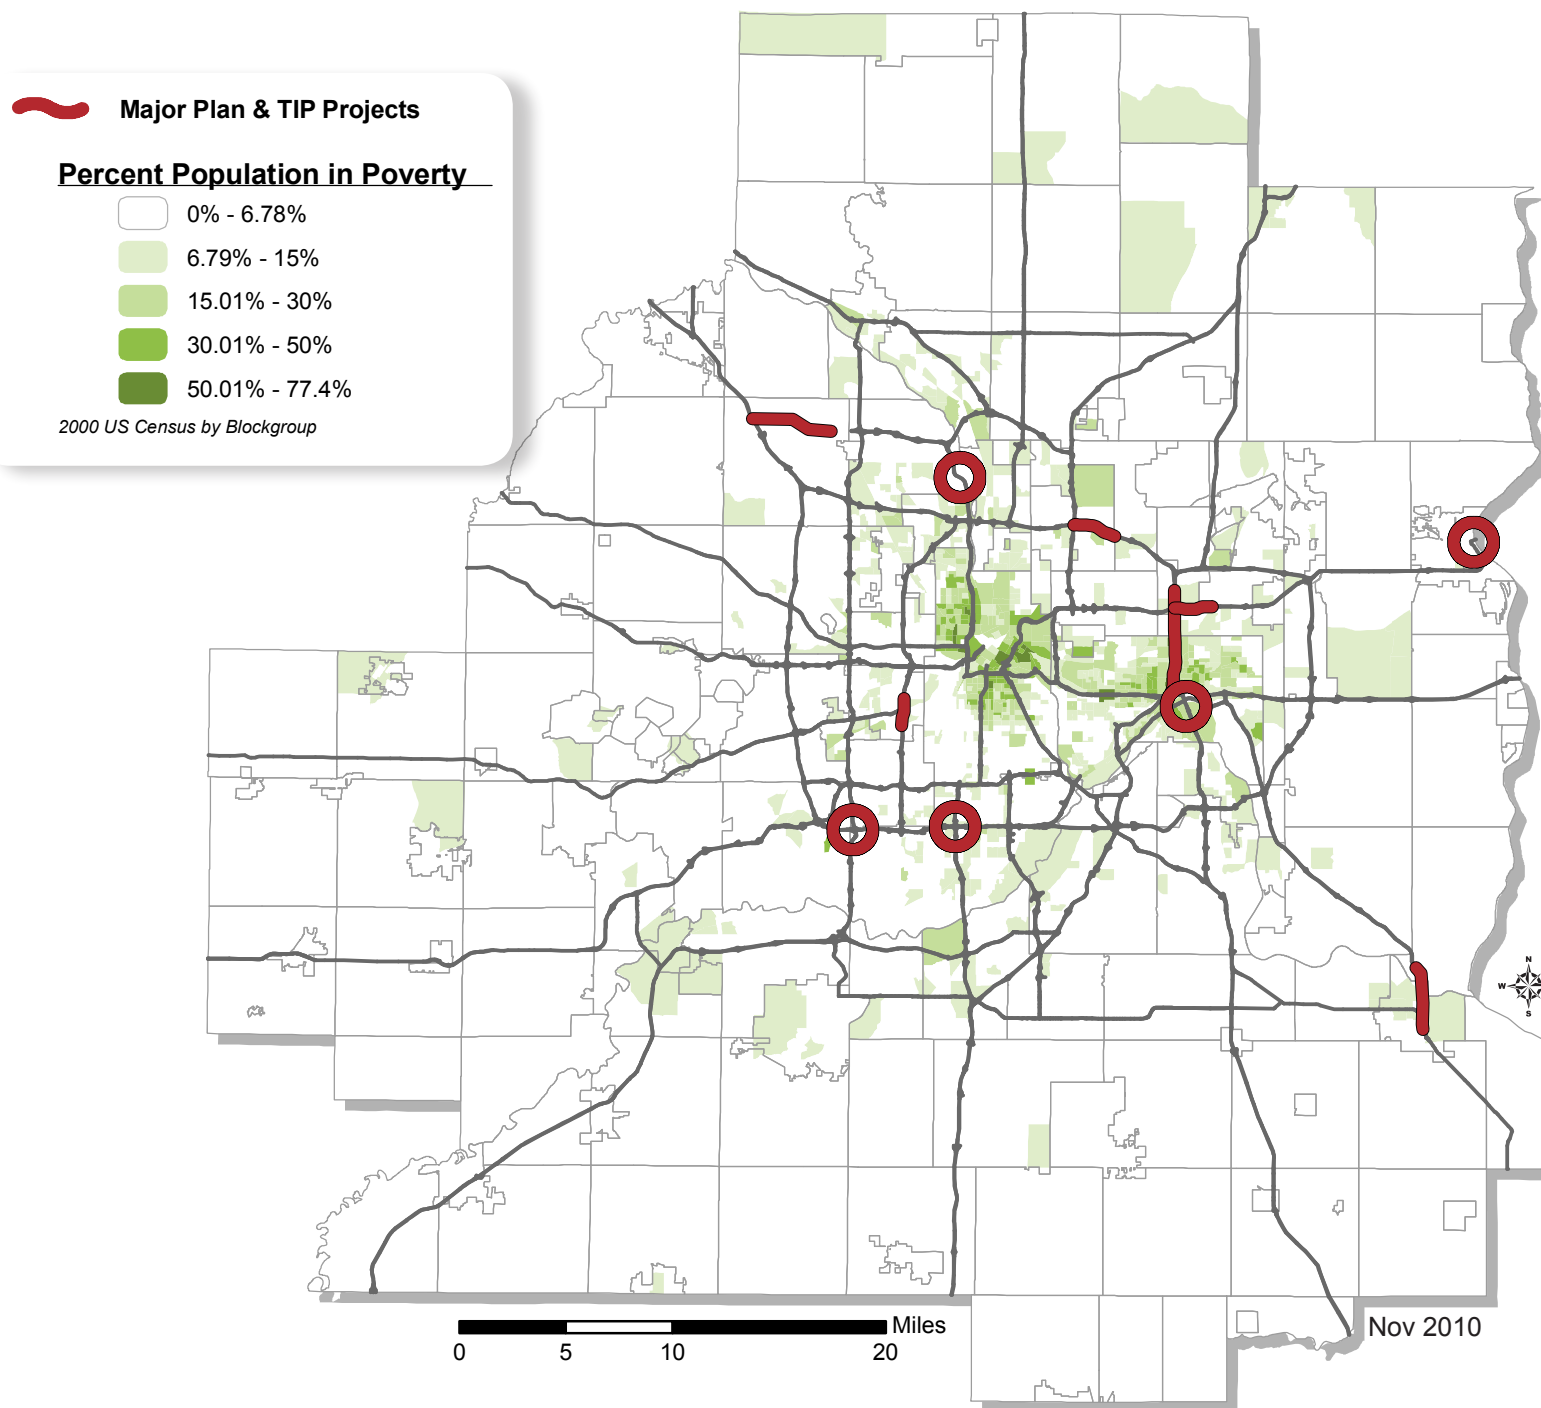 Major Plan & TIP Projects
Percent Population in Poverty
0% - 6.78%
6.79% - 15%
15.01% - 30%
30.01% - 50%
50.01% - 77.4%
2000 US Census by Blockgroup
N
W
S
Miles
0 5 10 20
Nov 2010